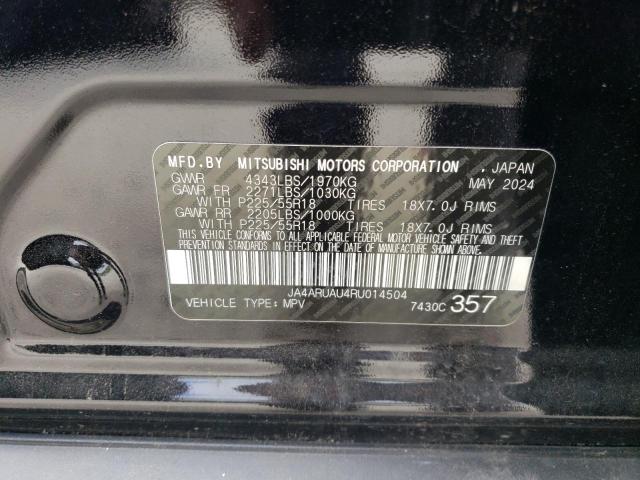 MFD.BY MITSUBISHI MOTORS CORPORATION , JAPAN
GVWR 4343LBS/1970KG MAY 2024
GAWR FR 2271LBS/1030KG
WITH P225/55R18 TIRES 18X7.0J RIMS
GAWR RR 2205LBS/1000KG
WITH P225/55R18 TIRES 18X7.0J RIMS
THIS VEHICLE CONFORMS TO ALL APPLICABLE FEDERAL MOTOR VEHICLE SAFETY AND THEFT
PREVENTION STANDARDS IN EFFECT ON THE DATE OF MANUFACTURE SHOWN ABOVE.
JA4ARUAU4RU014504
VEHICLE TYPE: MPV 7430C 357